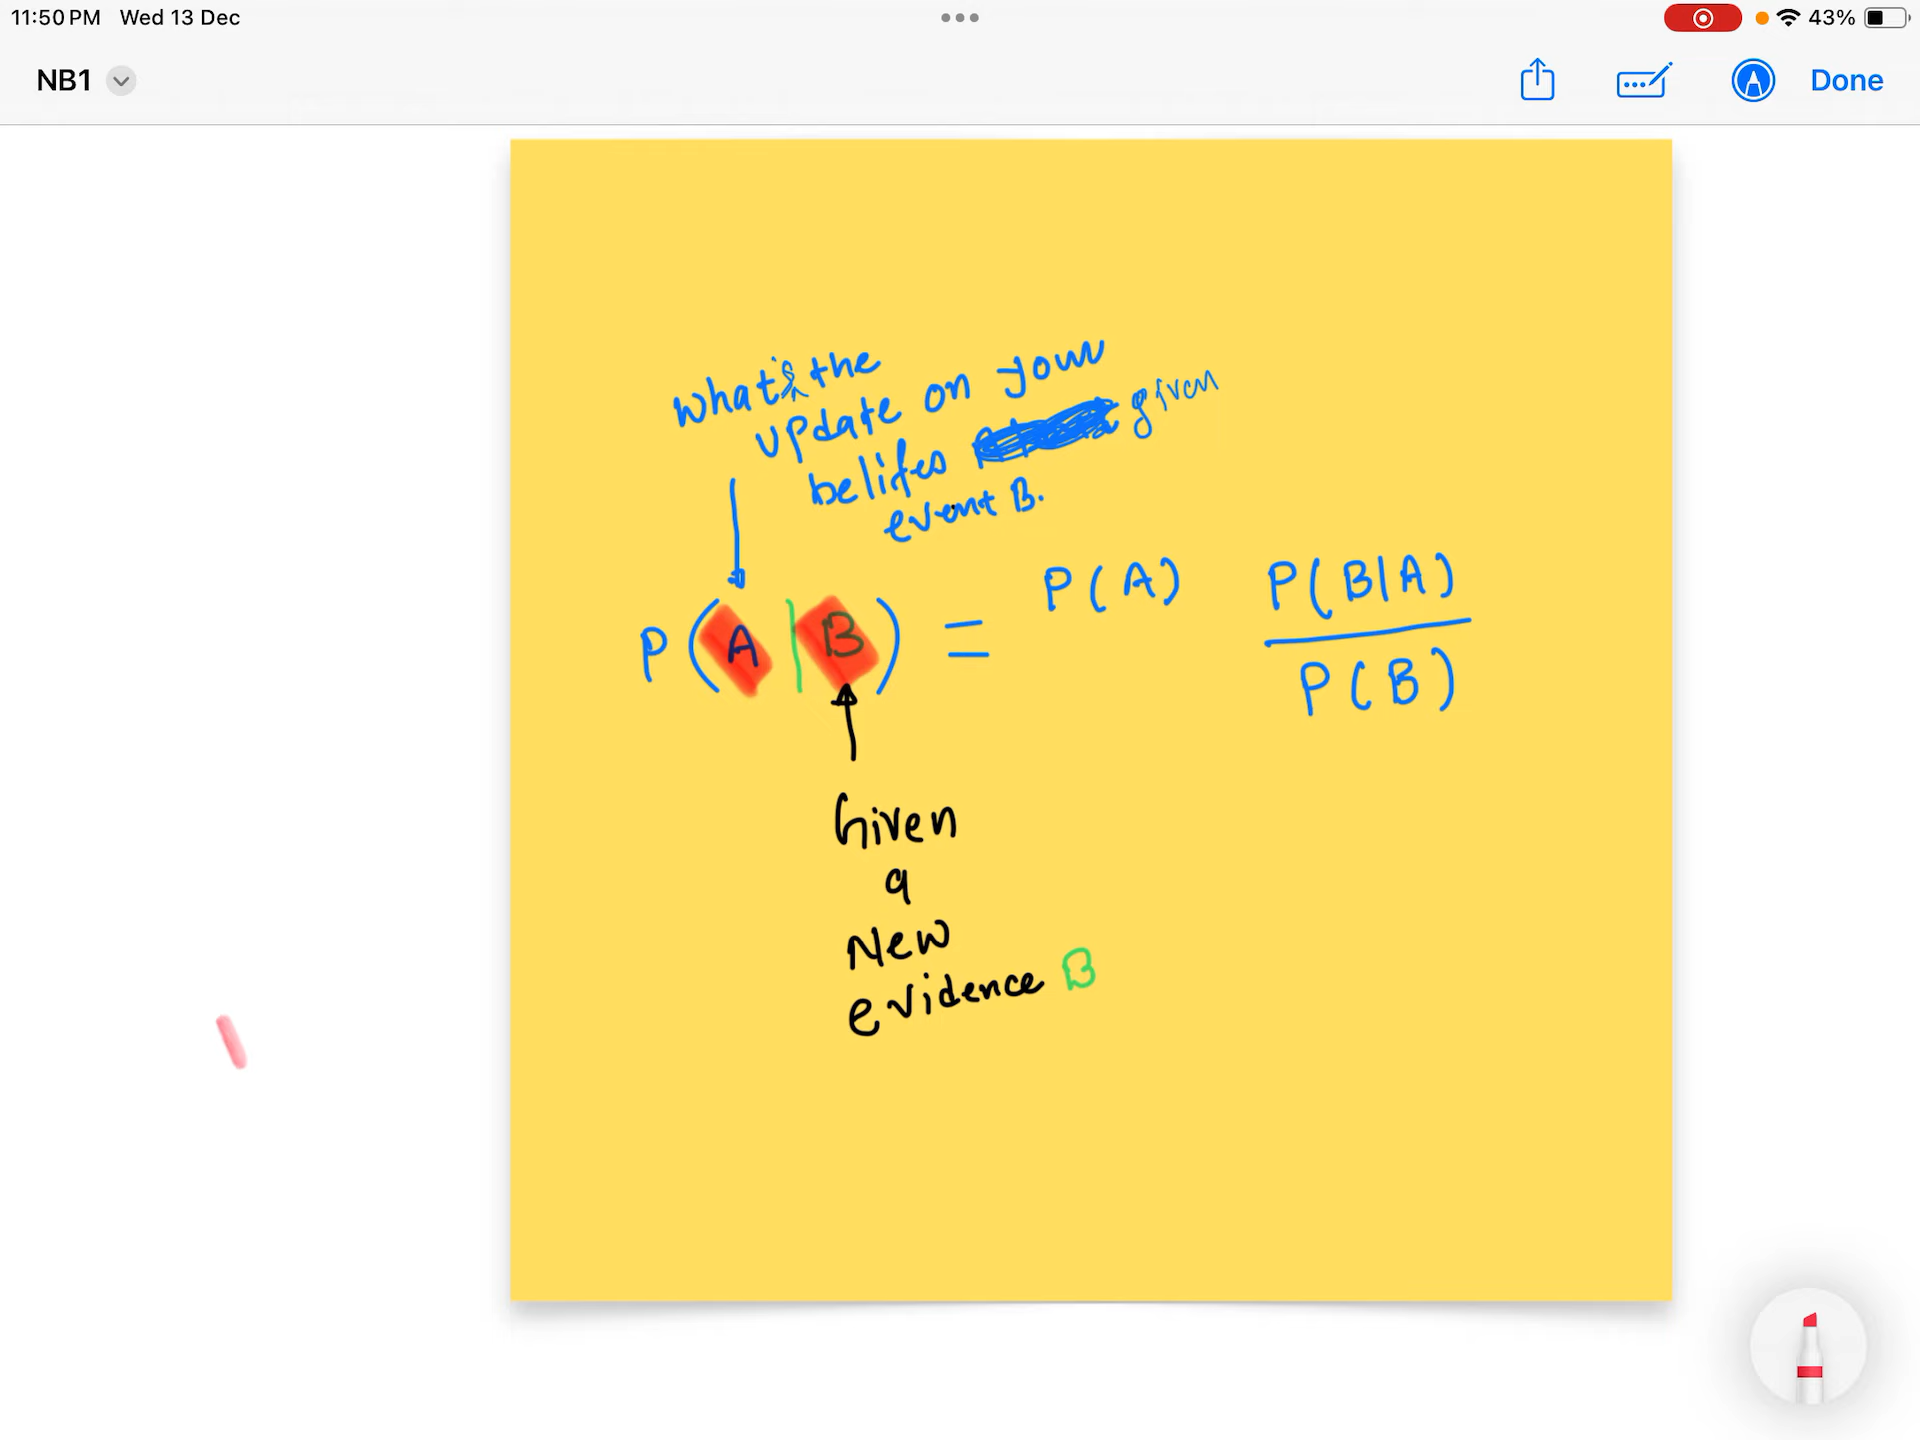 11:50 PM Wed 13 Dec
43%
NB1
Done
What's the
update on your
belifes given
event B.
P(A) P(B|A)
P(A|B) =
P(B)
Given
a
New
evidence B